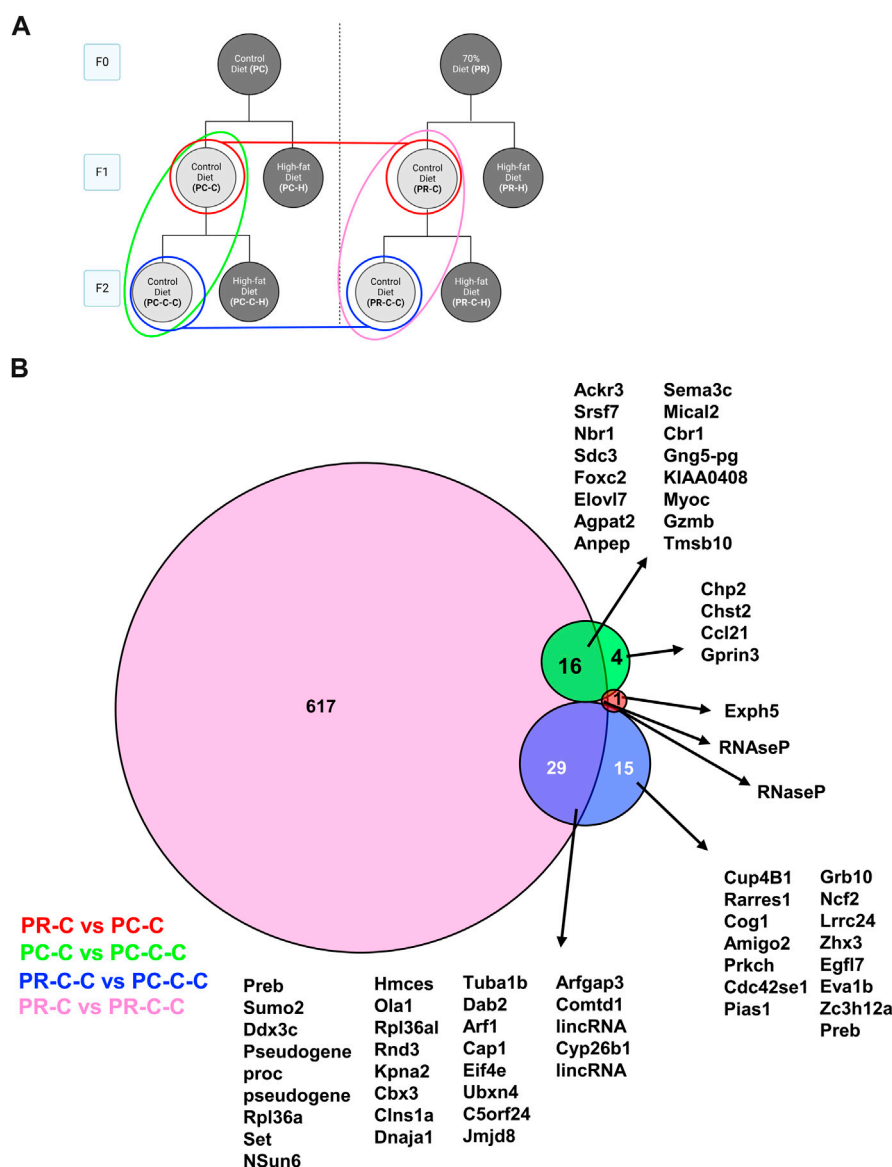 A
F0
Control
Diet (PC)
70%
Diet (PR)
F1
Control
Diet
(PC-C)
High-fat
Diet
(PC-H)
Control
Diet
(PR-C)
High-fat
Diet
(PR-H)
F2
Control
Diet
(PC-C-C)
High-fat
Diet
(PC-C-H)
Control
Diet
(PR-C-C)
High-fat
Diet
(PR-C-H)
B
Ackr3
Srsf7
Nbr1
Sdc3
Foxc2
Elovl7
Agpat2
Anpep
Sema3c
Mical2
Cbr1
Gng5-pg
KIAA0408
Myoc
Gzmb
Tmsb10
Chp2
Chst2
Ccl21
Gprin3
16
4
1
617
29
15
Exph5
RNAseP
RNaseP
Cup4B1
Rarres1
Cog1
Amigo2
Prkch
Cdc42se1
Pias1
Grb10
Ncf2
Lrrc24
Zhx3
Egfl7
Eva1b
Zc3h12a
Preb
PR-C vs PC-C
PC-C vs PC-C-C
PR-C-C vs PC-C-C
PR-C vs PR-C-C
Preb
Sumo2
Ddx3c
Pseudogene
proc
pseudogene
Rpl36a
Set
NSun6
Hmces
Ola1
Rpl36al
Rnd3
Kpna2
Cbx3
Clns1a
Dnaja1
Tuba1b
Dab2
Arf1
Cap1
Eif4e
Ubxn4
C5orf24
Jmjd8
Arfgap3
Comtd1
lincRNA
Cyp26b1
lincRNA